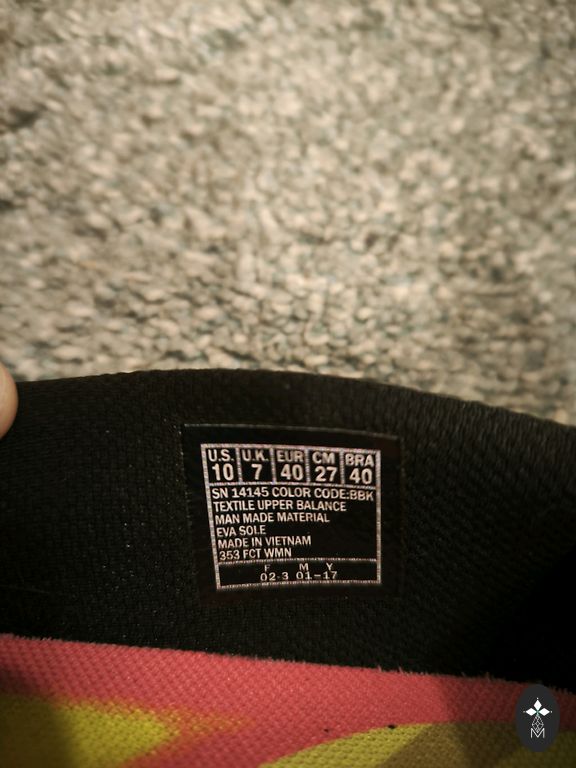 U.S. U.K. EUR CM BRA
10 7 40 27 40
SN 14145 COLOR CODE:BBK
TEXTILE UPPER BALANCE
MAN MADE MATERIAL
EVA SOLE
MADE IN VIETNAM
353 FCT WMN
F M Y
02-3 01-17
M